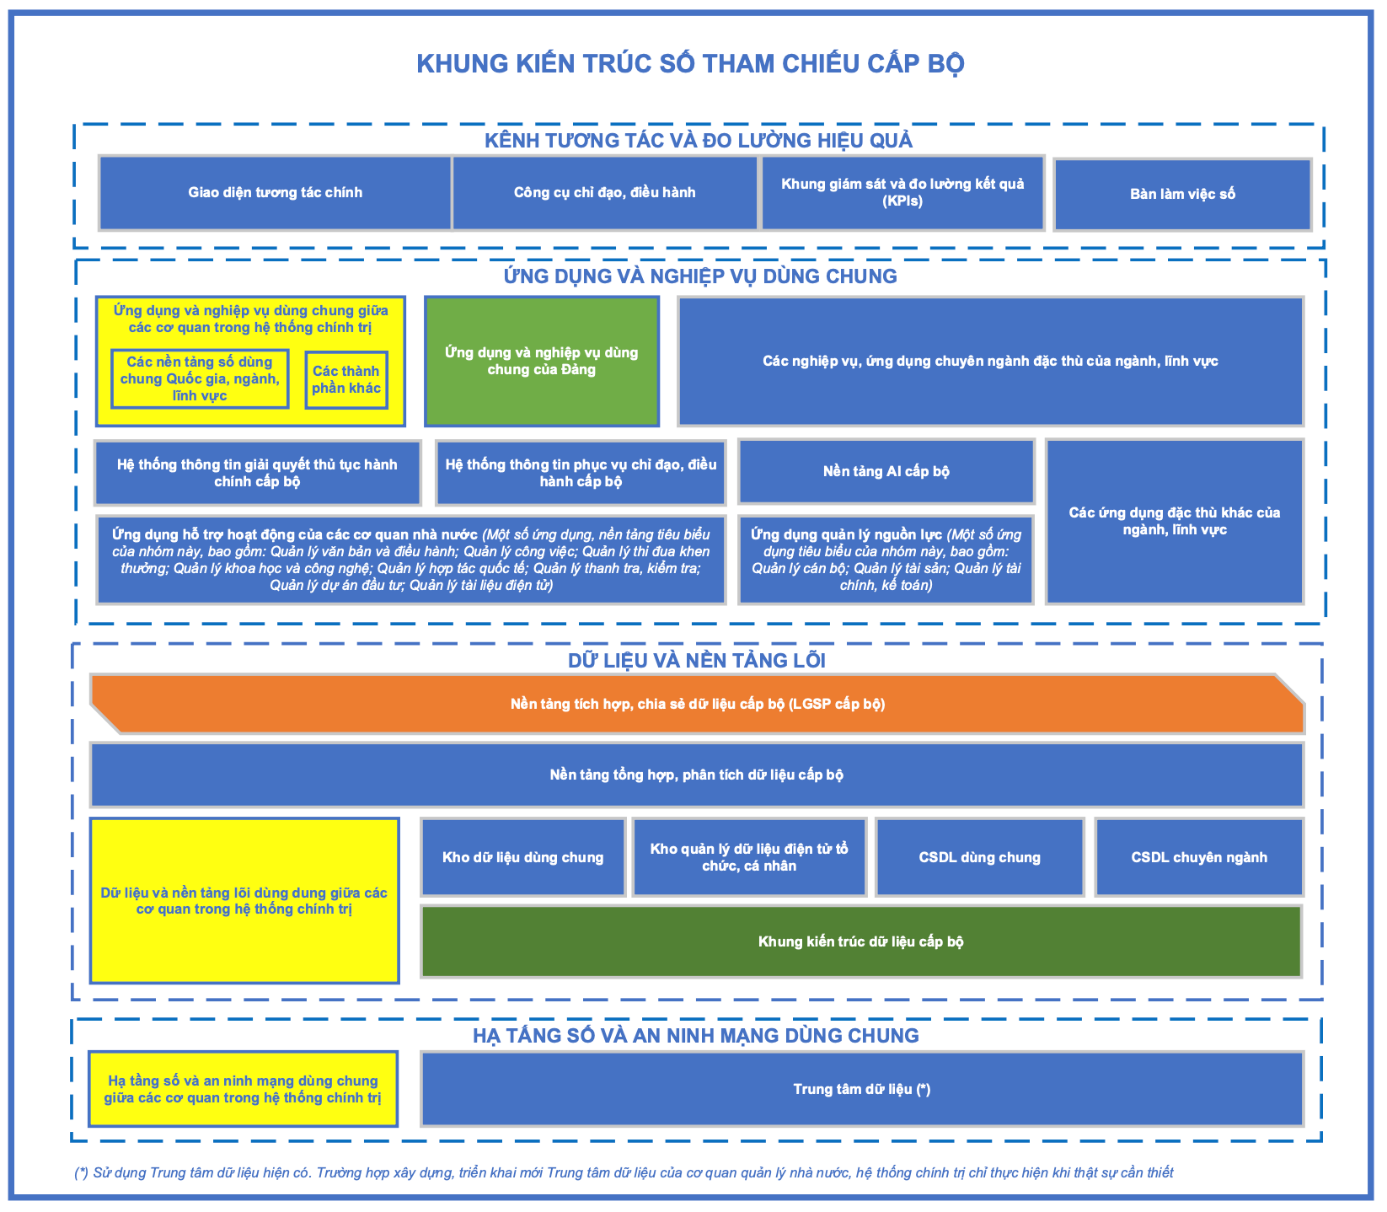 KHUNG KIẾN TRÚC SỐ THAM CHIẾU CẤP BỘ
KÊNH TƯƠNG TÁC VÀ ĐO LƯỜNG HIỆU QUẢ
Giao diện tương tác chính
Công cụ chỉ đạo, điều hành
Khung giám sát và đo lường kết quả
(KPIs)
Bàn làm việc số
ỨNG DỤNG VÀ NGHIỆP VỤ DÙNG CHUNG
Ứng dụng và nghiệp vụ dùng chung giữa
các cơ quan trong hệ thống chính trị
Các nền tảng số dùng
chung Quốc gia, ngành,
lĩnh vực
Các thành
phần khác
Ứng dụng và nghiệp vụ dùng
chung của Đảng
Các nghiệp vụ, ứng dụng chuyên ngành đặc thù của ngành, lĩnh vực
Hệ thống thông tin giải quyết thủ tục hành
chính cấp bộ
Hệ thống thông tin phục vụ chỉ đạo, điều
hành cấp bộ
Nền tảng AI cấp bộ
Các ứng dụng đặc thù khác của
ngành, lĩnh vực
Ứng dụng hỗ trợ hoạt động của các cơ quan nhà nước (Một số ứng dụng, nền tảng tiêu biểu
của nhóm này, bao gồm: Quản lý văn bản và điều hành; Quản lý công việc; Quản lý thi đua khen
thưởng; Quản lý khoa học và công nghệ; Quản lý hợp tác quốc tế; Quản lý thanh tra, kiểm tra;
Quản lý dự án đầu tư; Quản lý tài liệu điện tử)
Ứng dụng quản lý nguồn lực (Một số ứng
dụng tiêu biểu của nhóm này, bao gồm:
Quản lý cán bộ; Quản lý tài sản; Quản lý tài
chính, kế toán)
DỮ LIỆU VÀ NỀN TẢNG LÕI
Nền tảng tích hợp, chia sẻ dữ liệu cấp bộ (LGSP cấp bộ)
Nền tảng tổng hợp, phân tích dữ liệu cấp bộ
Dữ liệu và nền tảng lõi dùng dung giữa các
cơ quan trong hệ thống chính trị
Kho dữ liệu dùng chung
Kho quản lý dữ liệu điện tử tổ
chức, cá nhân
CSDL dùng chung
CSDL chuyên ngành
Khung kiến trúc dữ liệu cấp bộ
HẠ TẦNG SỐ VÀ AN NINH MẠNG DÙNG CHUNG
Hạ tầng số và an ninh mạng dùng chung
giữa các cơ quan trong hệ thống chính trị
Trung tâm dữ liệu (*)
(*) Sử dụng Trung tâm dữ liệu hiện có. Trường hợp xây dựng, triển khai mới Trung tâm dữ liệu của cơ quan quản lý nhà nước, hệ thống chính trị chỉ thực hiện khi thật sự cần thiết